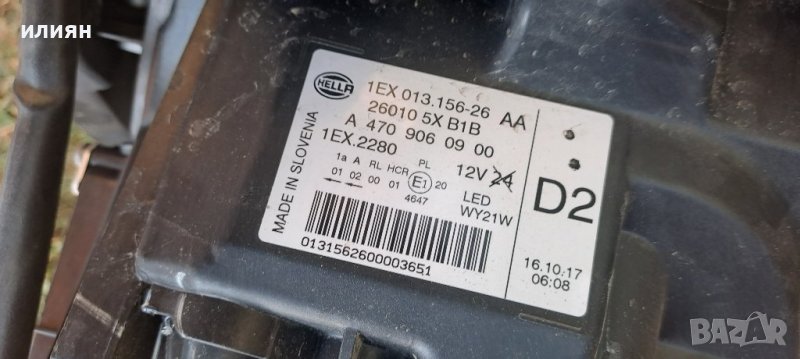 илиян
HELLA
1EX 013.156-26 AA
26010 5X B1B
A 470 906 09 00
1EX.2280
MADE IN SLOVENIA
1a A RL HCR PL
01 02 00 01 E1 20
4647
12V 24
LED
WY21W
D2
0131562600003651
16.10.17
06:08
BAZAR